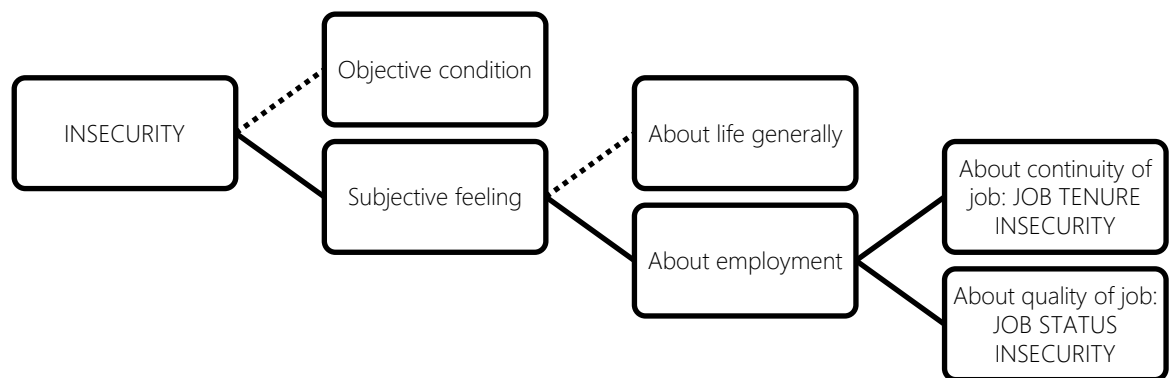 INSECURITY
Objective condition
Subjective feeling
About life generally
About employment
About continuity of
job: JOB TENURE
INSECURITY
About quality of job:
JOB STATUS
INSECURITY